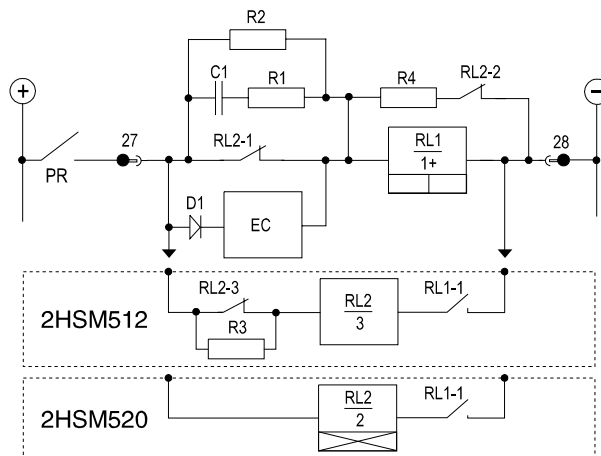 R2
C1
R1
R4
RL2-2
+
−
27
RL2-1
RL1
1+
28
PR
D1
EC
2HSM512
RL2-3
R3
RL2
3
RL1-1
2HSM520
RL2
2
RL1-1